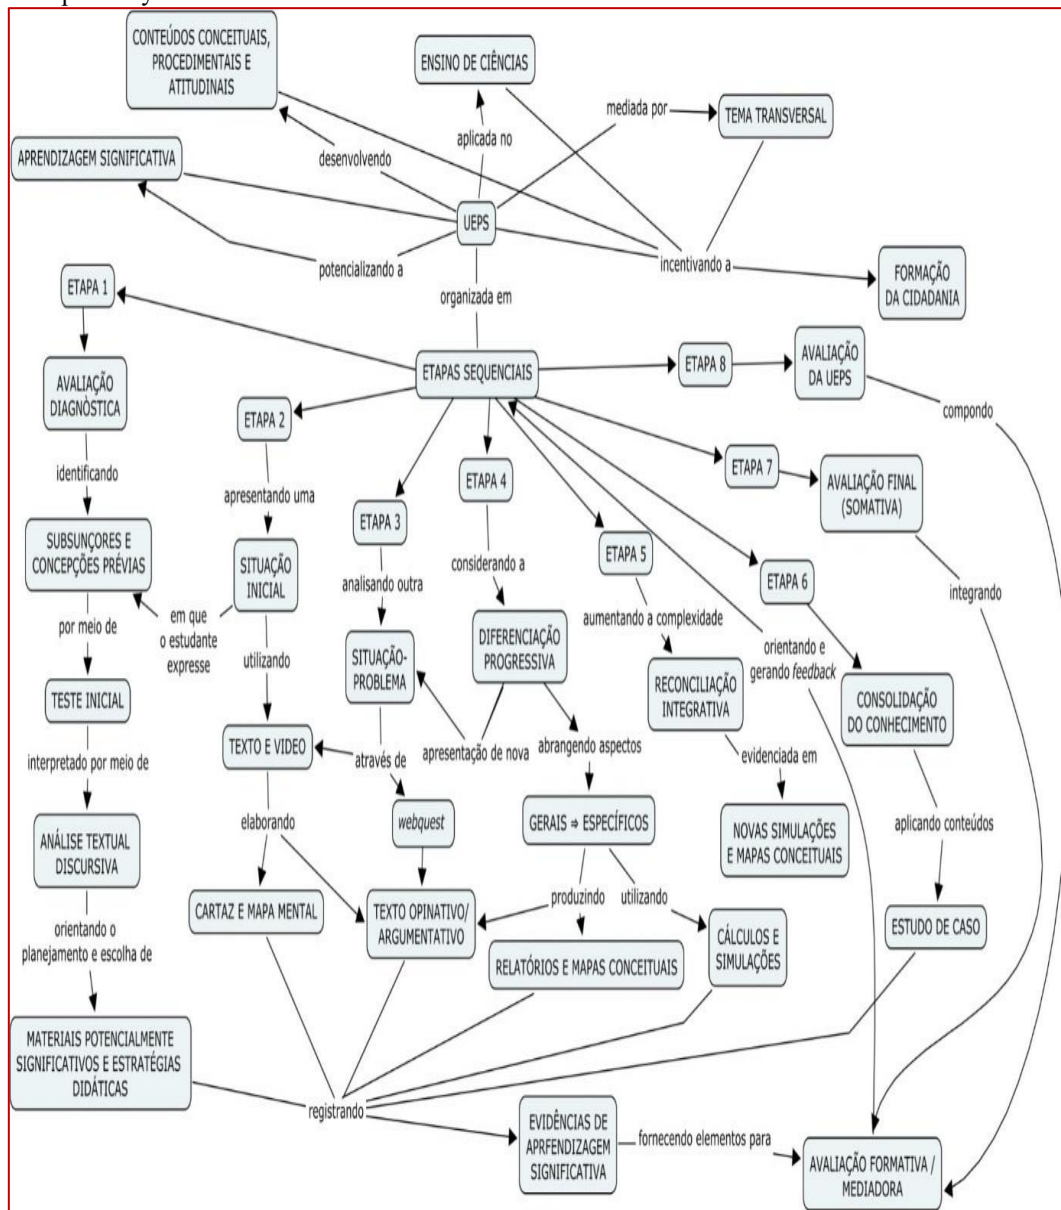 CONTEÚDOS CONCEITUAIS,
PROCEDIMENTAIS E
ATITUDINAIS
ENSINO DE CIÊNCIAS
mediada por
TEMA TRANSVERSAL
aplicada no
APRENDIZAGEM SIGNIFICATIVA
desenvolvendo
UEPS
potencializando a
incentivando a
FORMAÇÃO
DA CIDADANIA
ETAPA 1
organizada em
ETAPAS SEQUENCIAIS
ETAPA 8
AVALIAÇÃO
DA UEPS
AVALIAÇÃO
DIAGNÒSTICA
ETAPA 2
compondo
identificando
apresentando uma
ETAPA 3
ETAPA 4
ETAPA 7
AVALIAÇÃO FINAL
(SOMATIVA)
SUBSUNÇORES E
CONCEPÇÕES PRÉVIAS
SITUAÇÃO
INICIAL
analisando outra
considerando a
ETAPA 5
ETAPA 6
integrando
por meio de
em que
o estudante
expresse
utilizando
SITUAÇÃO-
PROBLEMA
DIFERENCIAÇÃO
PROGRESSIVA
aumentando a complexidade
orientando e
gerando feedback
TESTE INICIAL
RECONCILIAÇÃO
INTEGRATIVA
CONSOLIDAÇÃO
DO CONHECIMENTO
TEXTO E VIDEO
através de
apresentação de nova
abrangendo aspectos
evidenciada em
interpretado por meio de
elaborando
webquest
GERAIS ⇒ ESPECÍFICOS
NOVAS SIMULAÇÕES
E MAPAS CONCEITUAIS
aplicando conteúdos
ANÁLISE TEXTUAL
DISCURSIVA
CARTAZ E MAPA MENTAL
TEXTO OPINATIVO/
ARGUMENTATIVO
produzindo
utilizando
ESTUDO DE CASO
orientando o
planejamento e escolha de
RELATÓRIOS E MAPAS CONCEITUAIS
CÁLCULOS E
SIMULAÇÕES
MATERIAIS POTENCIALMENTE
SIGNIFICATIVOS E ESTRATÉGIAS
DIDÁTICAS
registrando
EVIDÊNCIAS DE
APRFENDIZAGEM
SIGNIFICATIVA
fornecendo elementos para
AVALIAÇÃO FORMATIVA /
MEDIADORA